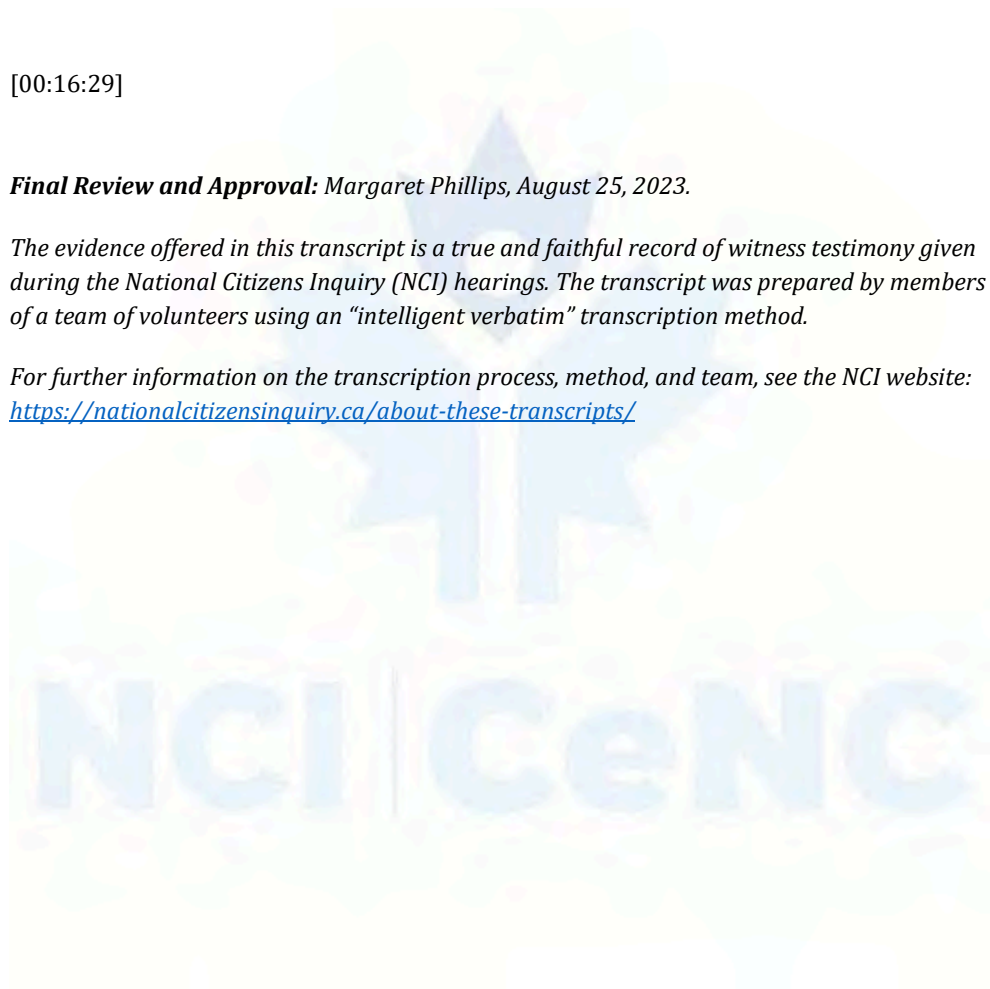 [00:16:29]
Final Review and Approval: Margaret Phillips, August 25, 2023.
The evidence offered in this transcript is a true and faithful record of witness testimony given
during the National Citizens Inquiry (NCI) hearings. The transcript was prepared by members
of a team of volunteers using an “intelligent verbatim” transcription method.
For further information on the transcription process, method, and team, see the NCI website:
https://nationalcitizensinquiry.ca/about-these-transcripts/
NCI | CeNC